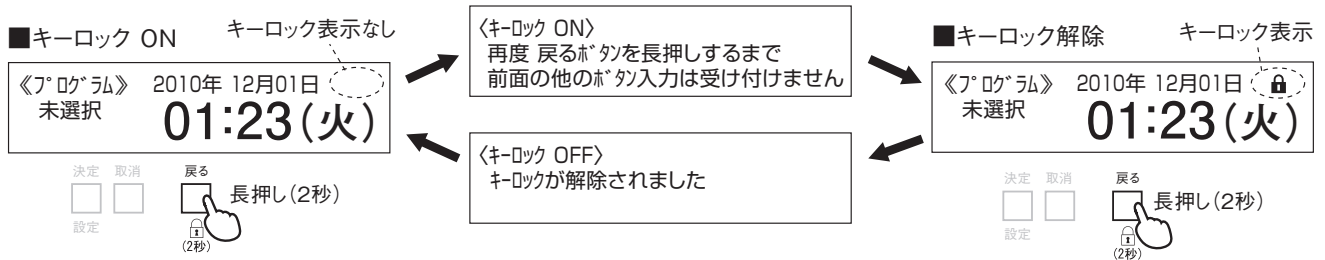 ■キーロック ON
キーロック表示なし
《プログラム》 2010年 12月01日
未選択
01:23(火)
決定 取消 戻る
長押し(2秒)
設定
(2秒)
〈キーロック ON〉
再度 戻るボタンを長押しするまで
前面の他のボタン入力は受け付けません
〈キーロック OFF〉
キーロックが解除されました
■キーロック解除
キーロック表示
《プログラム》 2010年 12月01日
未選択
01:23(火)
決定 取消 戻る
長押し(2秒)
設定
(2秒)